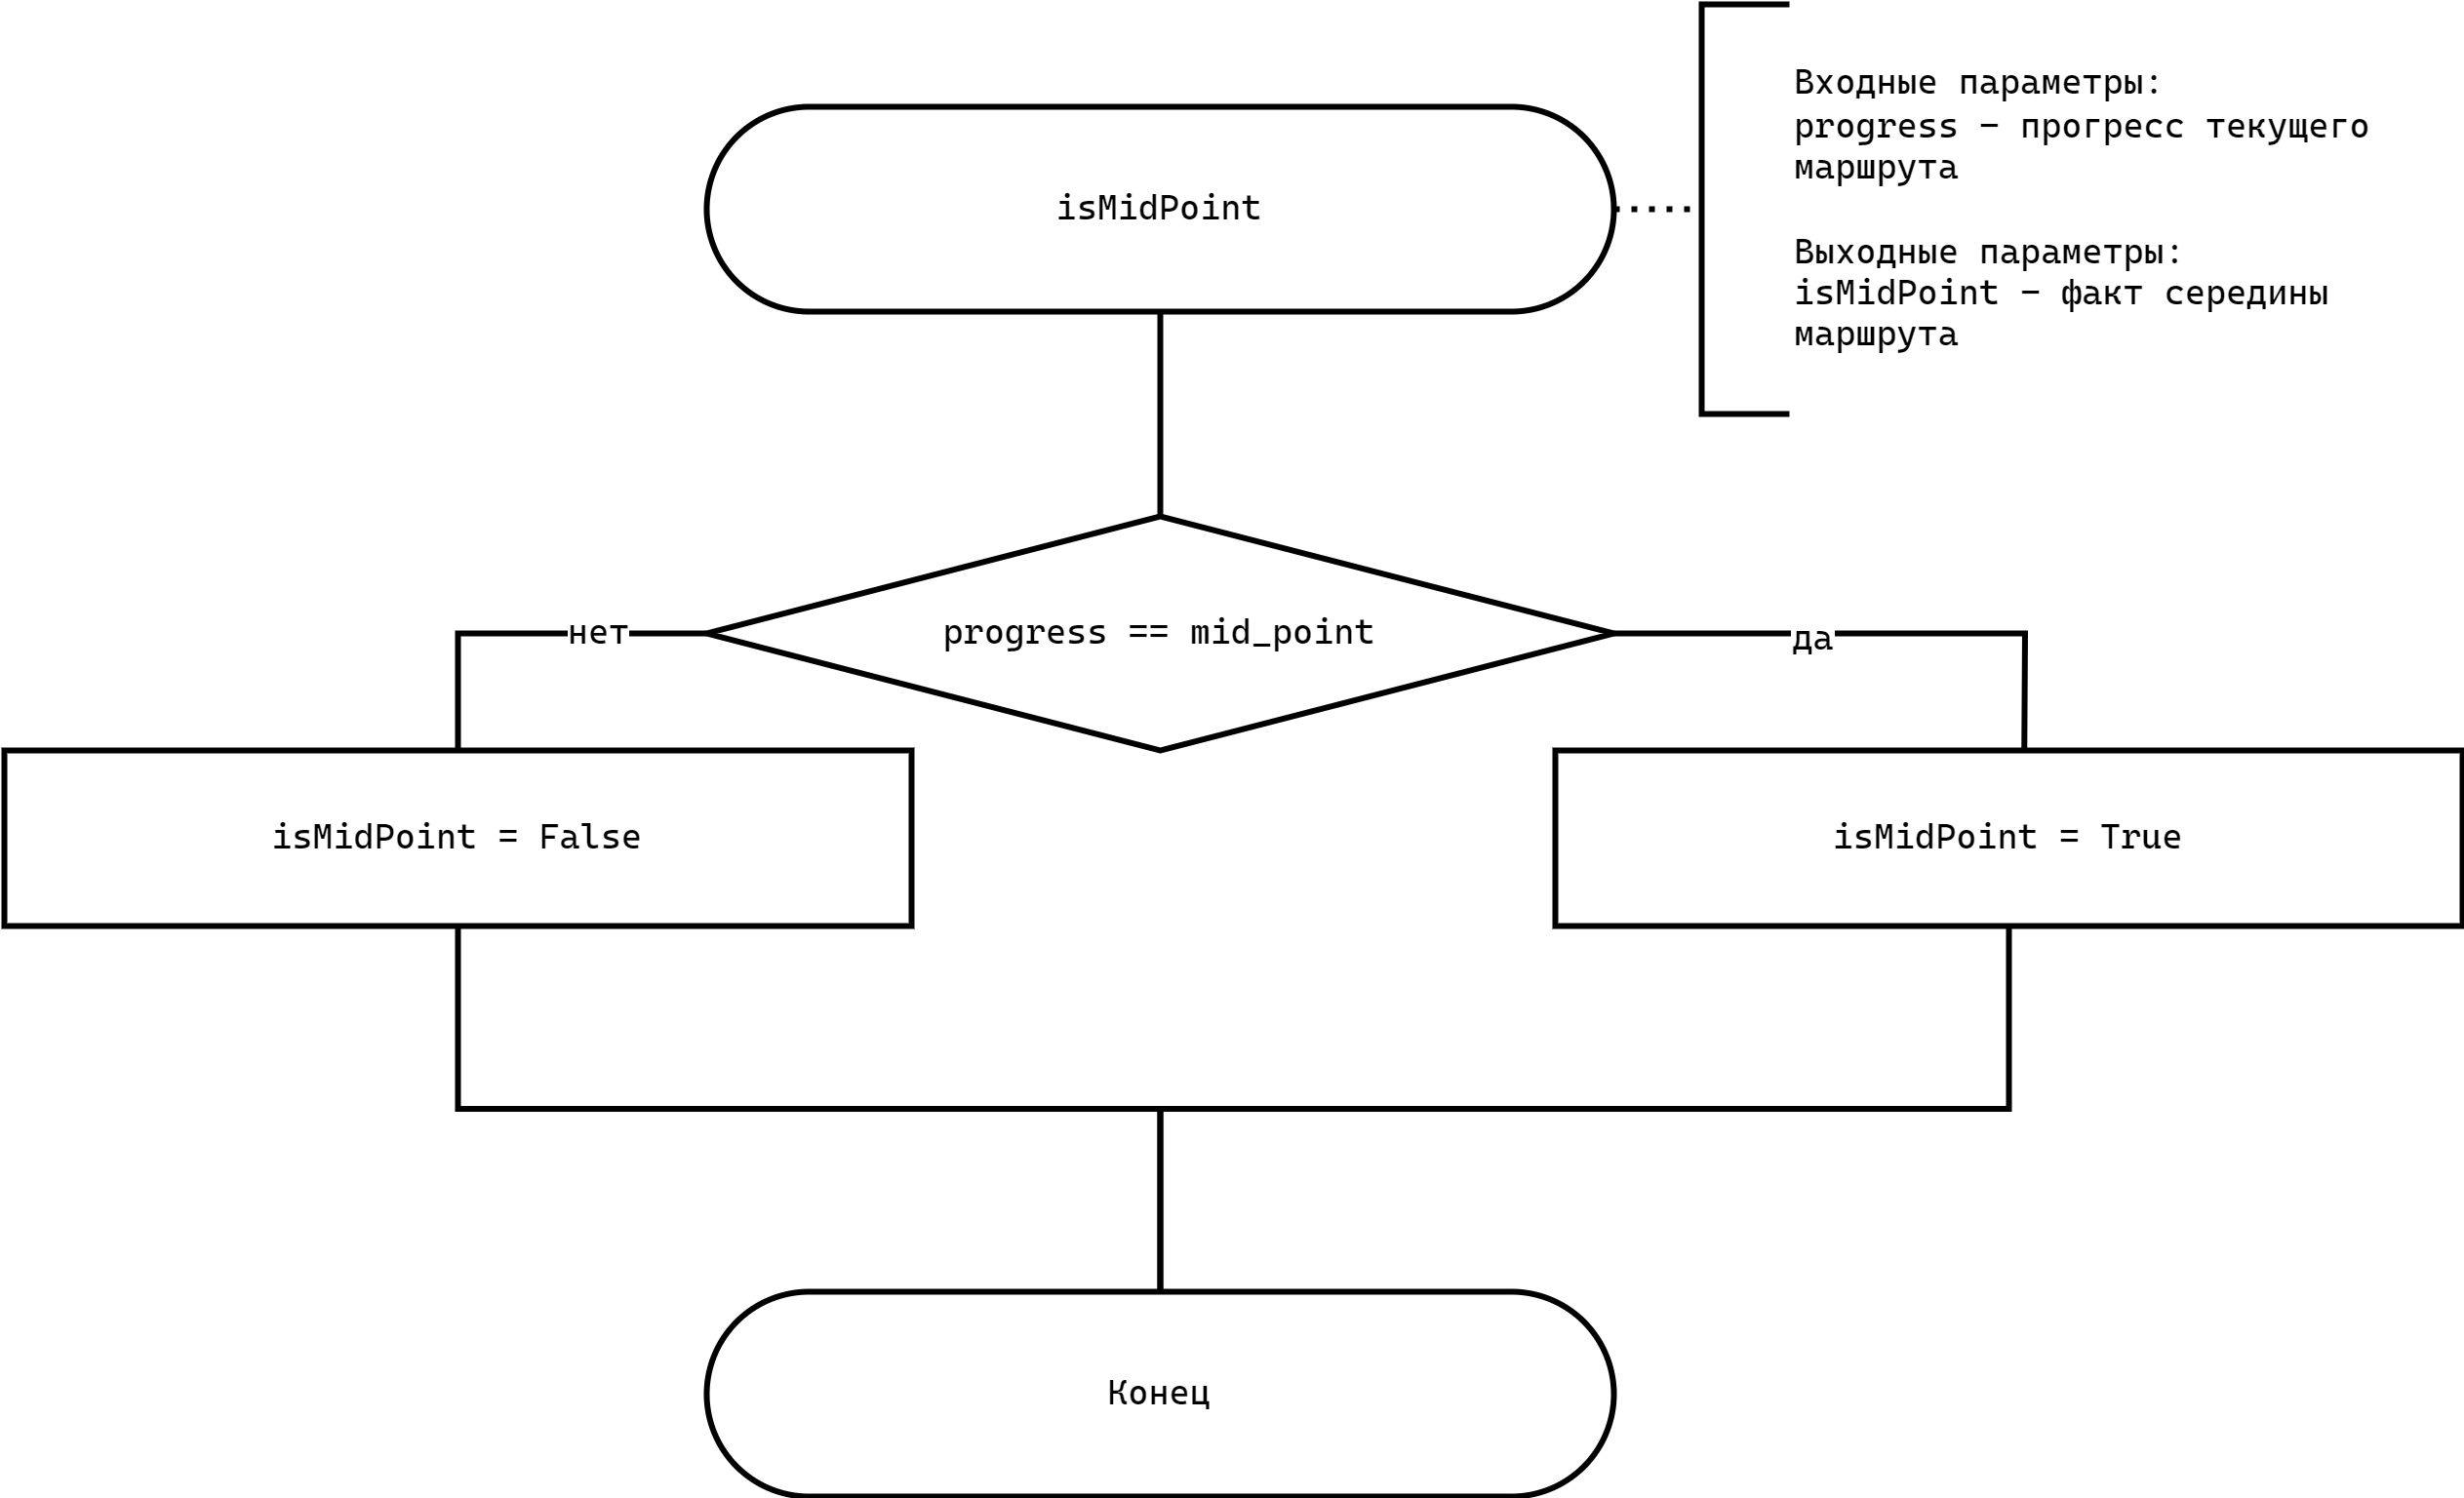 Входные параметры:
progress – прогресс текущего
маршрута
Выходные параметры:
isMidPoint – факт середины
маршрута
isMidPoint
progress == mid_point
нет
да
isMidPoint = False
isMidPoint = True
Конец